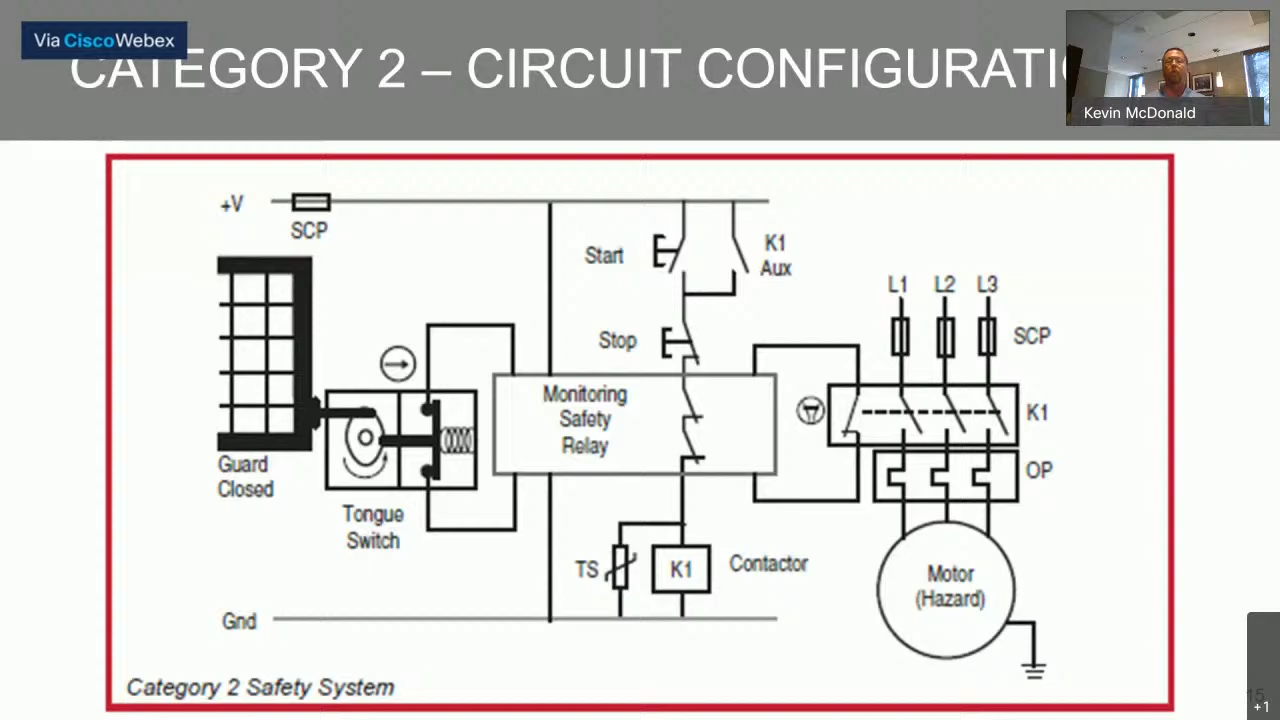 Via CiscoWebex
CATEGORY 2 – CIRCUIT CONFIGURATI
Kevin McDonald
+V
SCP
Start
K1
Aux
L1 L2 L3
SCP
Stop
Monitoring
Safety
Relay
K1
OP
Guard
Closed
Tongue
Switch
TS
K1
Contactor
Motor
(Hazard)
Gnd
Category 2 Safety System
15
+1